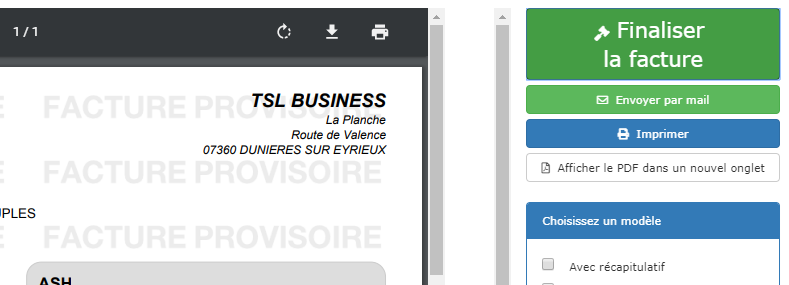 1 / 1
FACTURE PROVISOIRE
TSL BUSINESS
La Planche
Route de Valence
07360 DUNIERES SUR EYRIEUX
FACTURE PROVISOIRE
UPLES
FACTURE PROVISOIRE
ASH
Finaliser
la facture
Envoyer par mail
Imprimer
Afficher le PDF dans un nouvel onglet
Choisissez un modèle
Avec récapitulatif